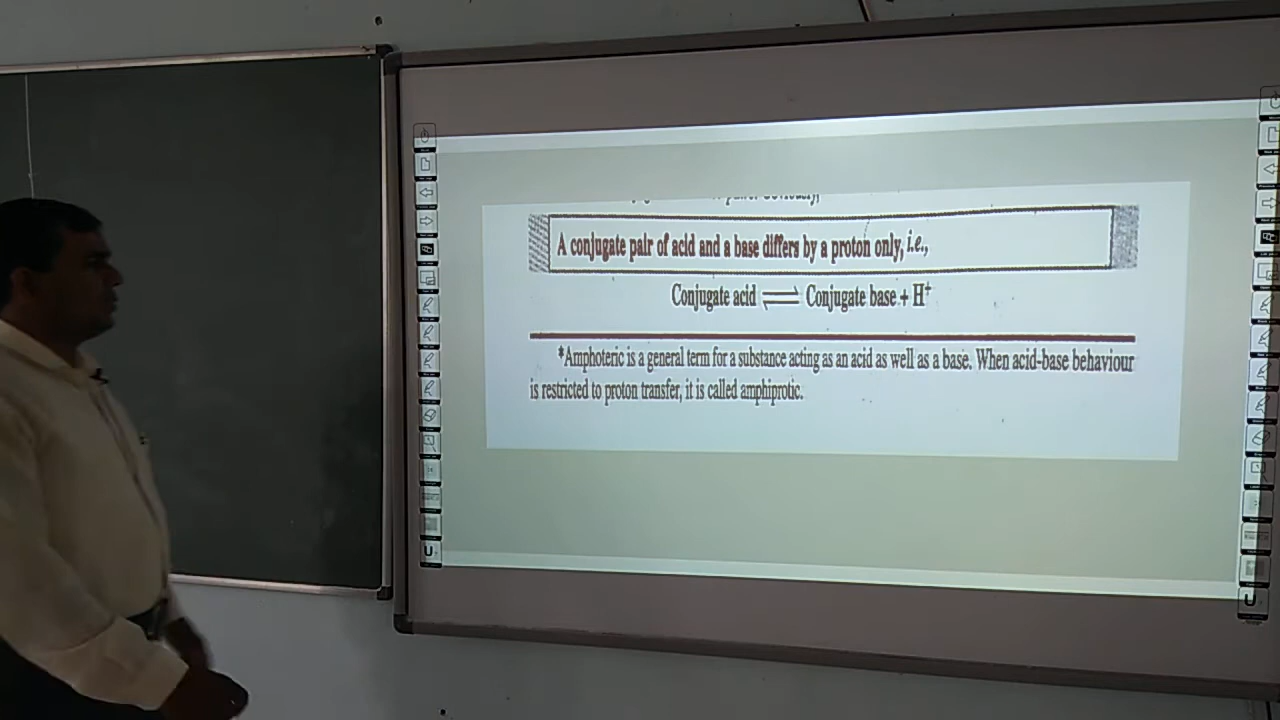 A conjugate pair of acid and a base differs by a proton only, i.e.,
Conjugate acid ⇌ Conjugate base + H⁺
*Amphoteric is a general term for a substance acting as an acid as well as a base. When acid-base behaviour
is restricted to proton transfer, it is called amphiprotic.